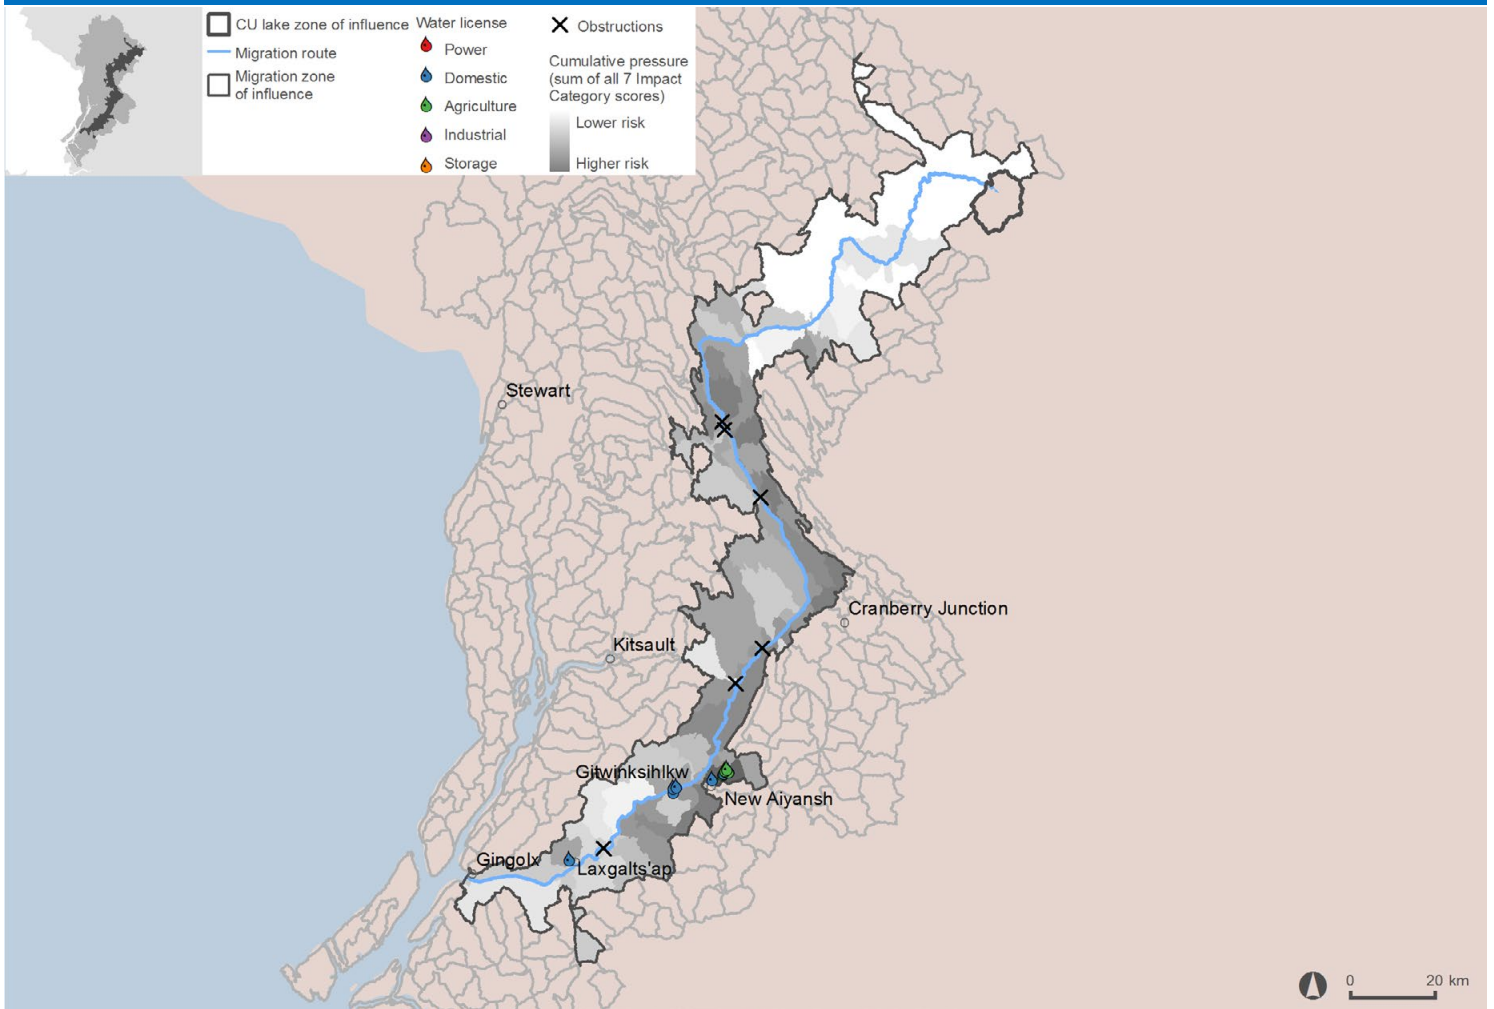 CU lake zone of influence
Migration route
Migration zone
of influence
Water license
Power
Domestic
Agriculture
Industrial
Storage
Obstructions
Cumulative pressure
(sum of all 7 Impact
Category scores)
Lower risk
Higher risk
Stewart
Cranberry Junction
Kitsault
Gitwinksihlkw
New Aiyansh
Gingolx
Laxgalts'ap
0 20 km